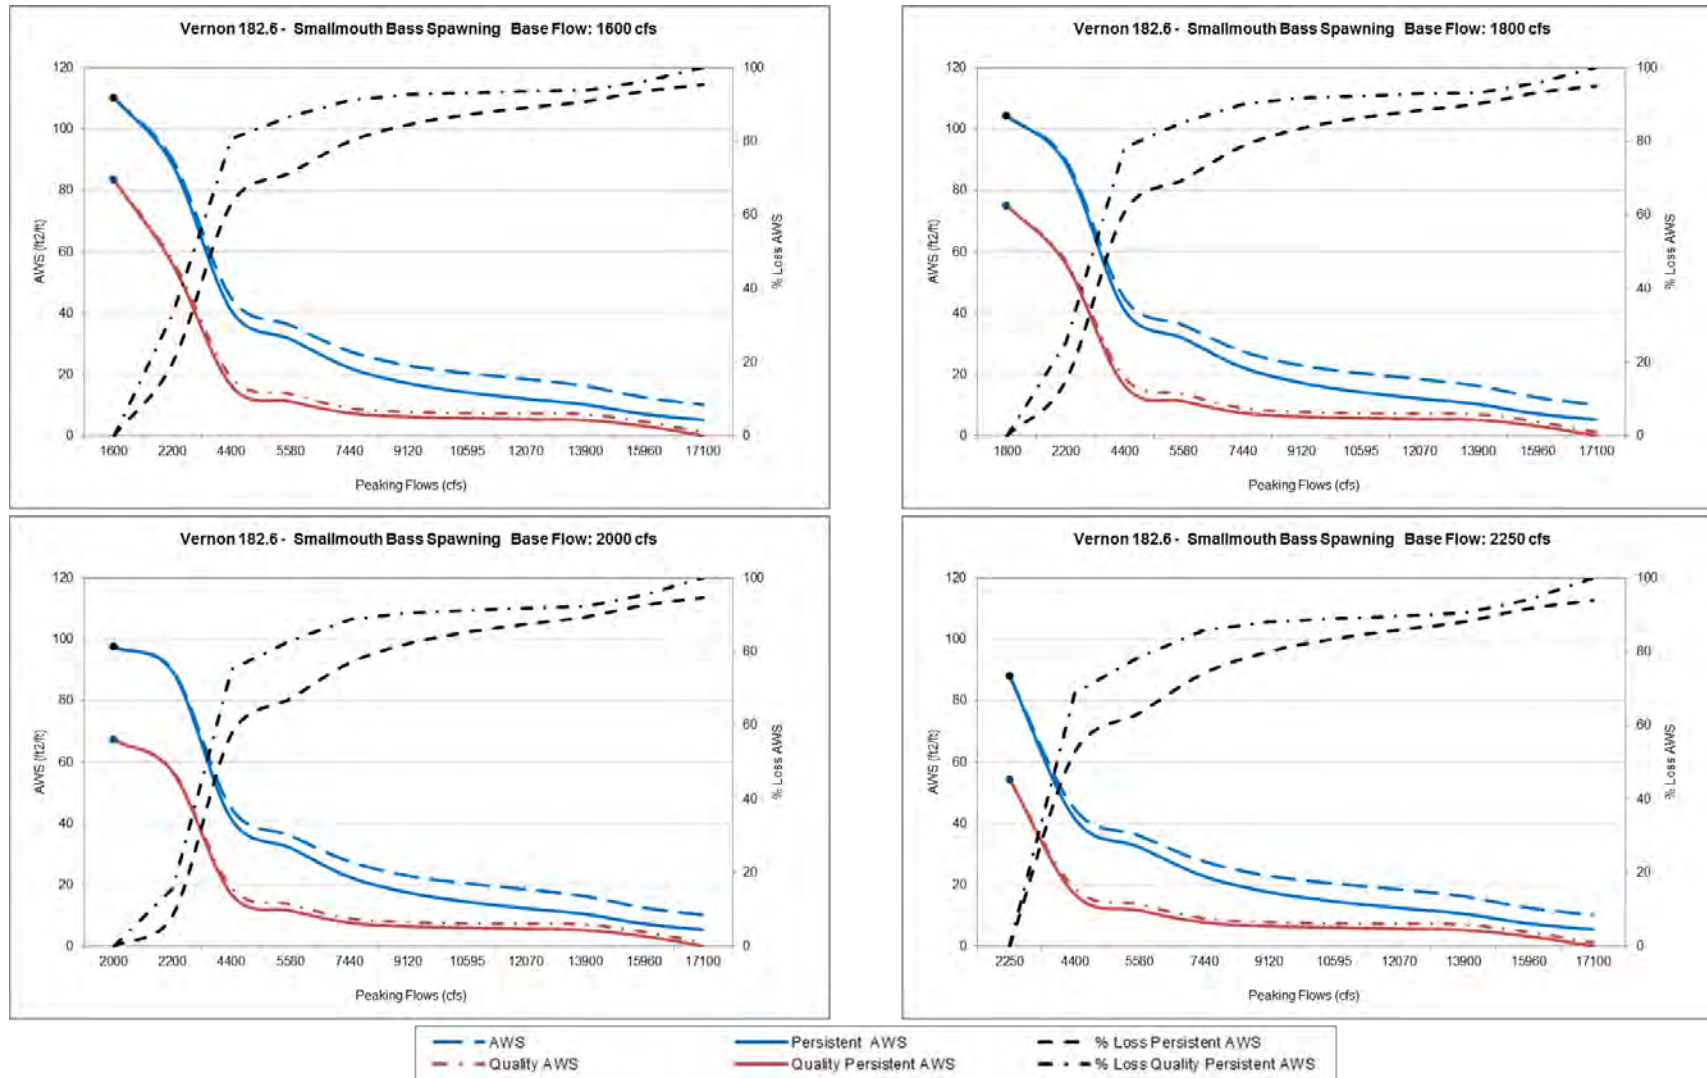 Vernon 182.6 - Smallmouth Bass Spawning Base Flow: 1600 cfs
120
100
80
60
40
20
0
AWS (ft2/ft)
100
80
60
40
20
0
% Loss AWS
1600 2200 4400 5580 7440 9120 10595 12070 13900 15960 17100
Peaking Flows (cfs)
Vernon 182.6 - Smallmouth Bass Spawning Base Flow: 1800 cfs
120
100
80
60
40
20
0
AWS (ft2/ft)
100
80
60
40
20
0
% Loss AWS
1800 2200 4400 5580 7440 9120 10595 12070 13900 15960 17100
Peaking Flows (cfs)
Vernon 182.6 - Smallmouth Bass Spawning Base Flow: 2000 cfs
120
100
80
60
40
20
0
AWS (ft2/ft)
100
80
60
40
20
0
% Loss AWS
2000 2200 4400 5580 7440 9120 10595 12070 13900 15960 17100
Peaking Flows (cfs)
Vernon 182.6 - Smallmouth Bass Spawning Base Flow: 2250 cfs
120
100
80
60
40
20
0
AWS (ft2/ft)
100
80
60
40
20
0
% Loss AWS
2250 4400 5580 7440 9120 10595 12070 13900 15960 17100
Peaking Flows (cfs)
AWS Persistent AWS % Loss Persistent AWS
Quality AWS Quality Persistent AWS % Loss Quality Persistent AWS